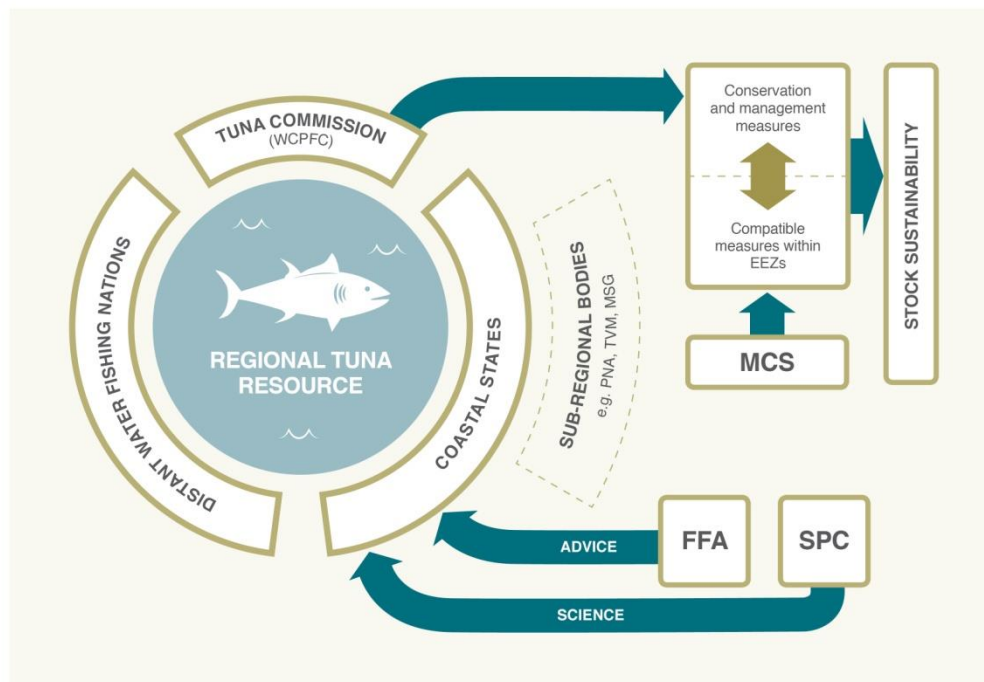 TUNA COMMISSION
(WCPFC)
DISTANT WATER FISHING NATIONS
REGIONAL TUNA
RESOURCE
COASTAL STATES
SUB-REGIONAL BODIES
e.g. PNA, TVM, MSG
Conservation
and management
measures
Compatible
measures within
EEZs
STOCK SUSTAINABILITY
MCS
ADVICE
FFA
SPC
SCIENCE